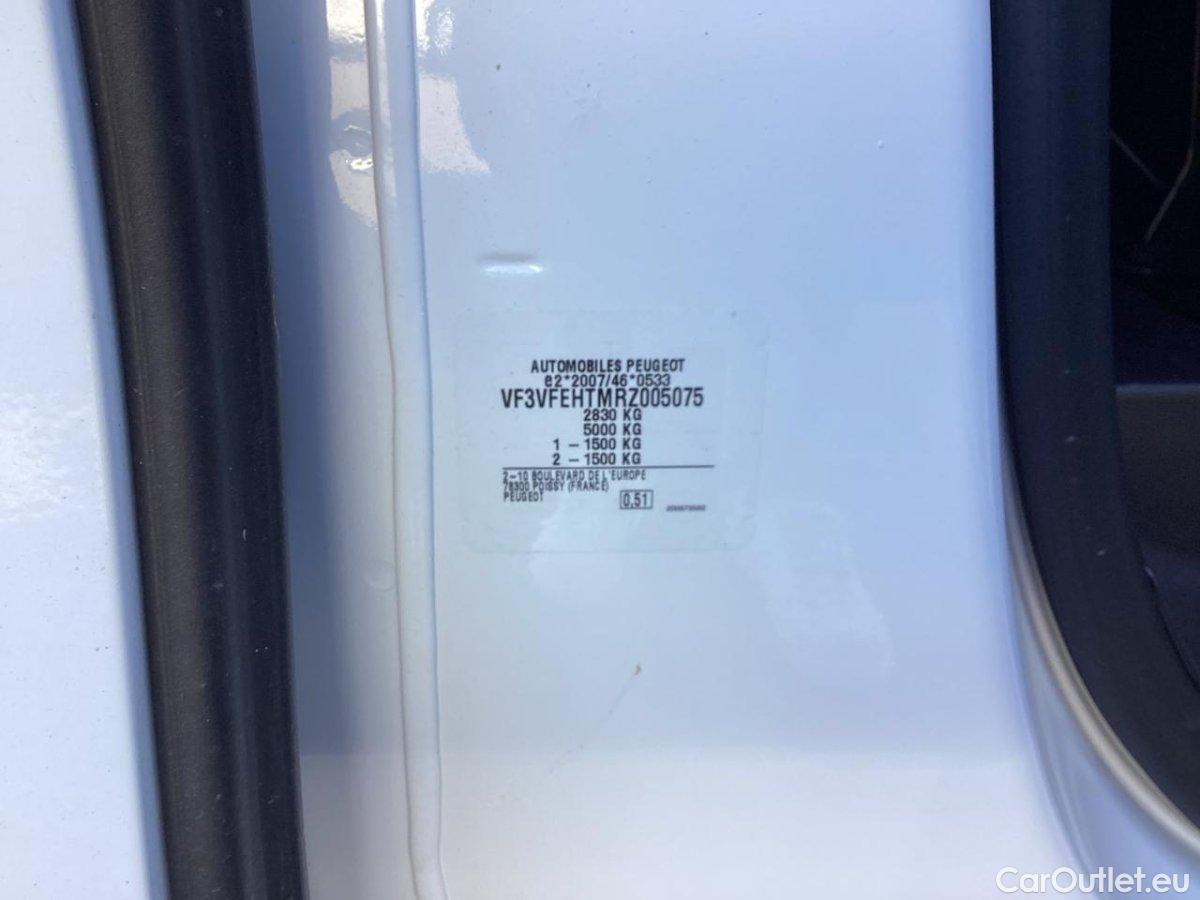 AUTOMOBILES PEUGEOT
e2*2007/46*0533
VF3VFEHTMRZ005075
2830 KG
5000 KG
1 – 1500 KG
2 – 1500 KG
2–10 BOULEVARD DE L'EUROPE
78300 POISSY (FRANCE)
PEUGEOT
0,51
CarOutlet.eu